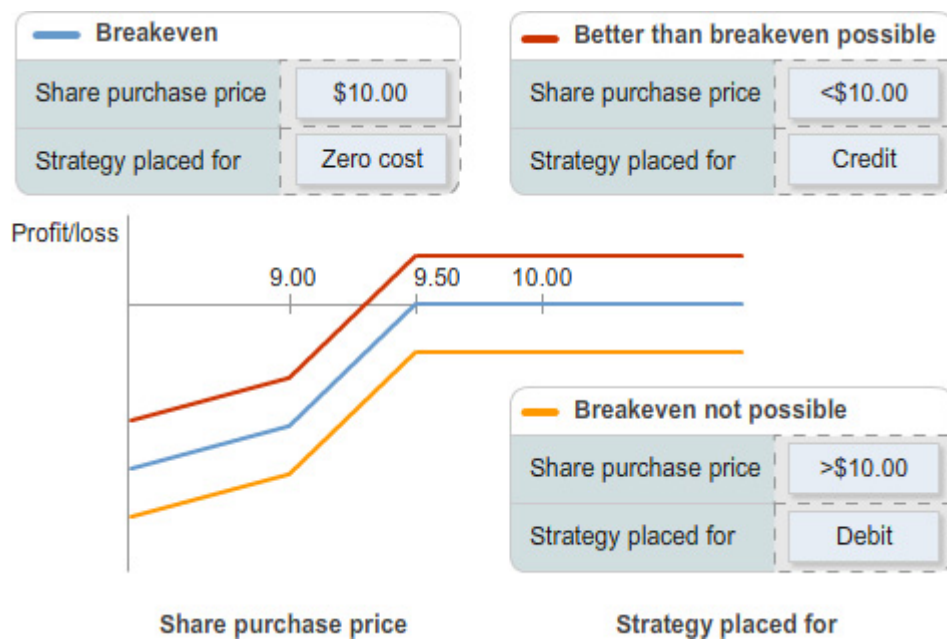 Breakeven
Share purchase price $10.00
Strategy placed for Zero cost
Better than breakeven possible
Share purchase price <$10.00
Strategy placed for Credit
Profit/loss
9.00 9.50 10.00
Breakeven not possible
Share purchase price >$10.00
Strategy placed for Debit
Share purchase price Strategy placed for